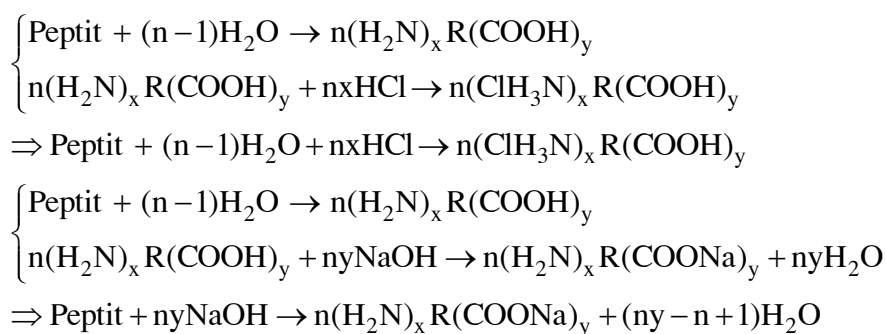 Peptit + (n−1)H₂O → n(H₂N)ₓR(COOH)ᵧ
n(H₂N)ₓR(COOH)ᵧ + nxHCl → n(ClH₃N)ₓR(COOH)ᵧ
⇒ Peptit + (n−1)H₂O + nxHCl → n(ClH₃N)ₓR(COOH)ᵧ
Peptit + (n−1)H₂O → n(H₂N)ₓR(COOH)ᵧ
n(H₂N)ₓR(COOH)ᵧ + nyNaOH → n(H₂N)ₓR(COONa)ᵧ + nyH₂O
⇒ Peptit + nyNaOH → n(H₂N)ₓR(COONa)ᵧ + (ny−n+1)H₂O